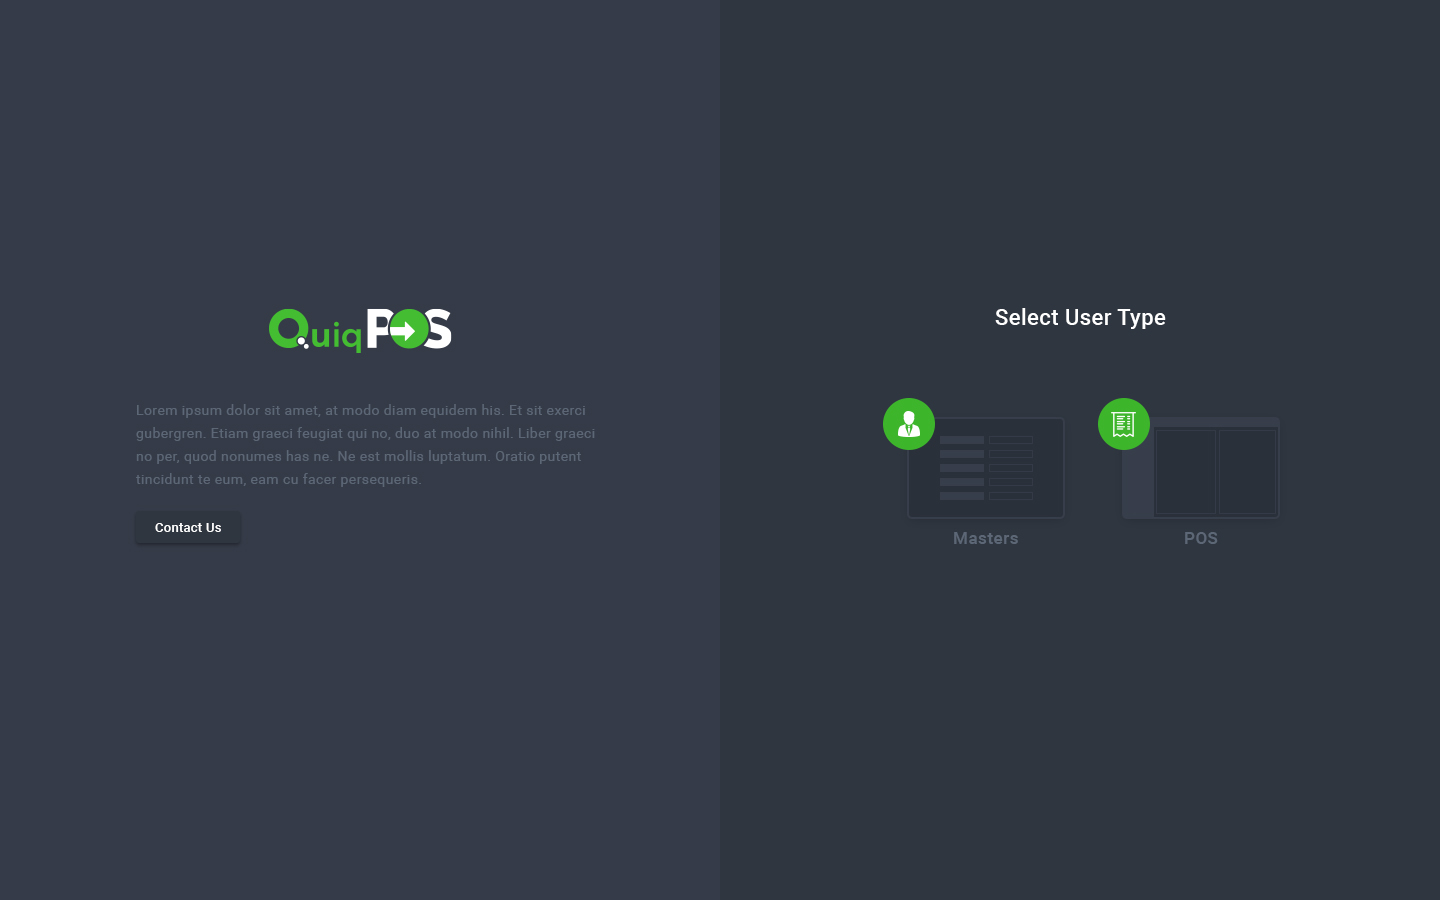 QuiqPOS
Lorem ipsum dolor sit amet, at modo diam equidem his. Et sit exerci
gubergren. Etiam graeci feugiat qui no, duo at modo nihil. Liber graeci
no per, quod nonumes has ne. Ne est mollis luptatum. Oratio putent
tincidunt te eum, eam cu facer persequeris.
Contact Us
Select User Type
Masters
POS